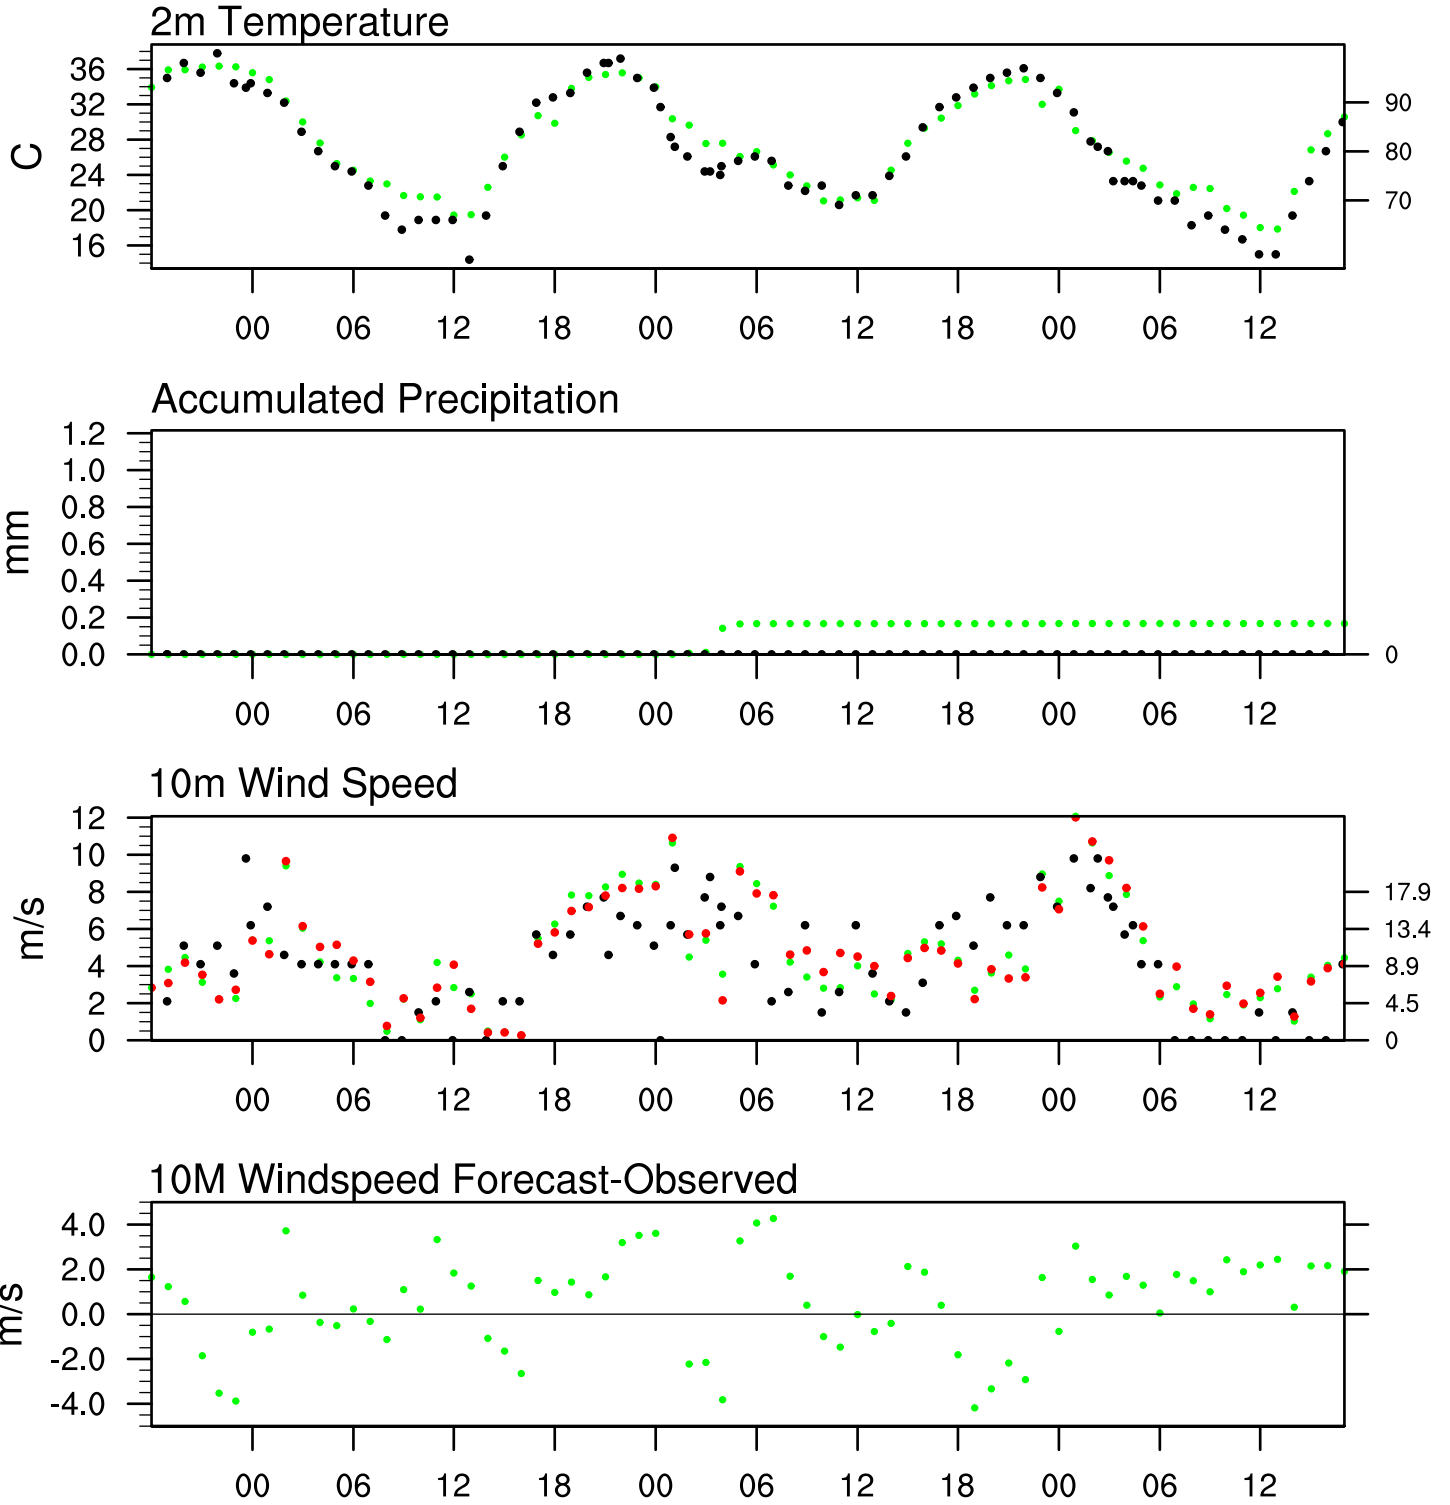 2m Temperature
C
36
32
28
24
20
16
90
80
70
00 06 12 18 00 06 12 18 00 06 12
Accumulated Precipitation
mm
1.2
1.0
0.8
0.6
0.4
0.2
0.0
0
00 06 12 18 00 06 12 18 00 06 12
10m Wind Speed
m/s
12
10
8
6
4
2
0
17.9
13.4
8.9
4.5
0
00 06 12 18 00 06 12 18 00 06 12
10M Windspeed Forecast-Observed
m/s
4.0
2.0
0.0
-2.0
-4.0
00 06 12 18 00 06 12 18 00 06 12